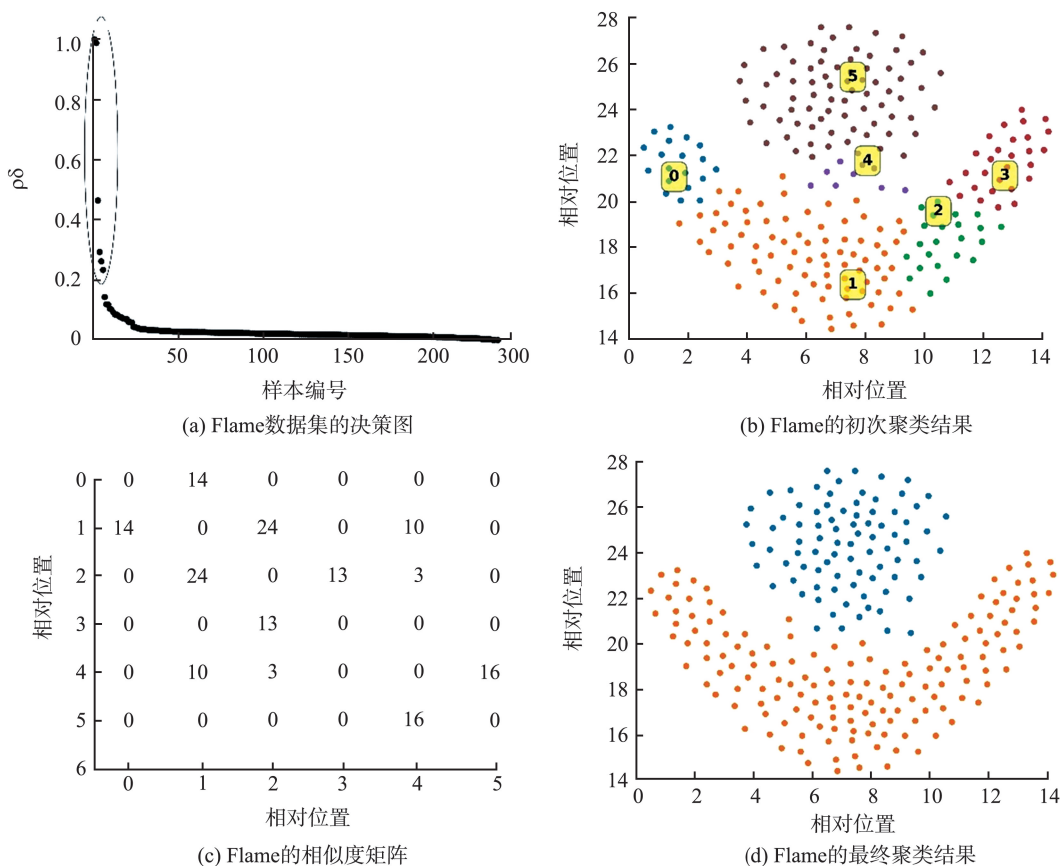 1.0
0.8
0.6
0.4
0.2
0
ρδ
50 100 150 200 300
样本编号
(a) Flame数据集的决策图
28
26
24
22
20
18
16
14
相对位置
0 2 4 6 8 10 12 14
相对位置
5
4
0
3
2
1
(b) Flame的初次聚类结果
0 0 14 0 0 0 0
1 14 0 24 0 10 0
2 0 24 0 13 3 0
3 0 0 13 0 0 0
4 0 10 3 0 0 16
5 0 0 0 0 16 0
6
相对位置
0 1 2 3 4 5
相对位置
(c) Flame的相似度矩阵
28
26
24
22
20
18
16
14
相对位置
0 2 4 6 8 10 12 14
相对位置
(d) Flame的最终聚类结果